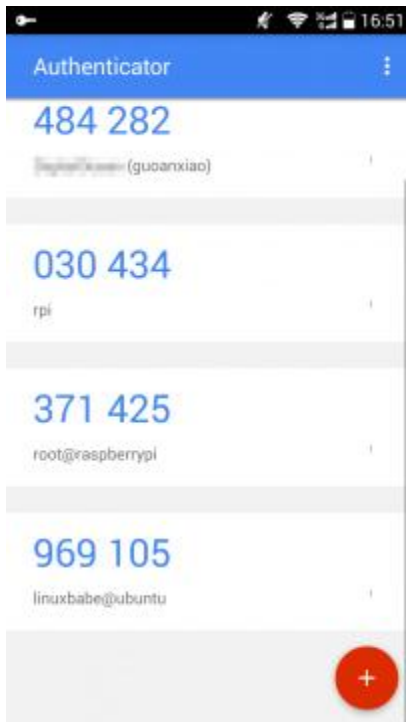 16:51
Authenticator
484 282
(guoanxiao)
030 434
rpi
371 425
root@raspberrypi
969 105
linuxbabe@ubuntu